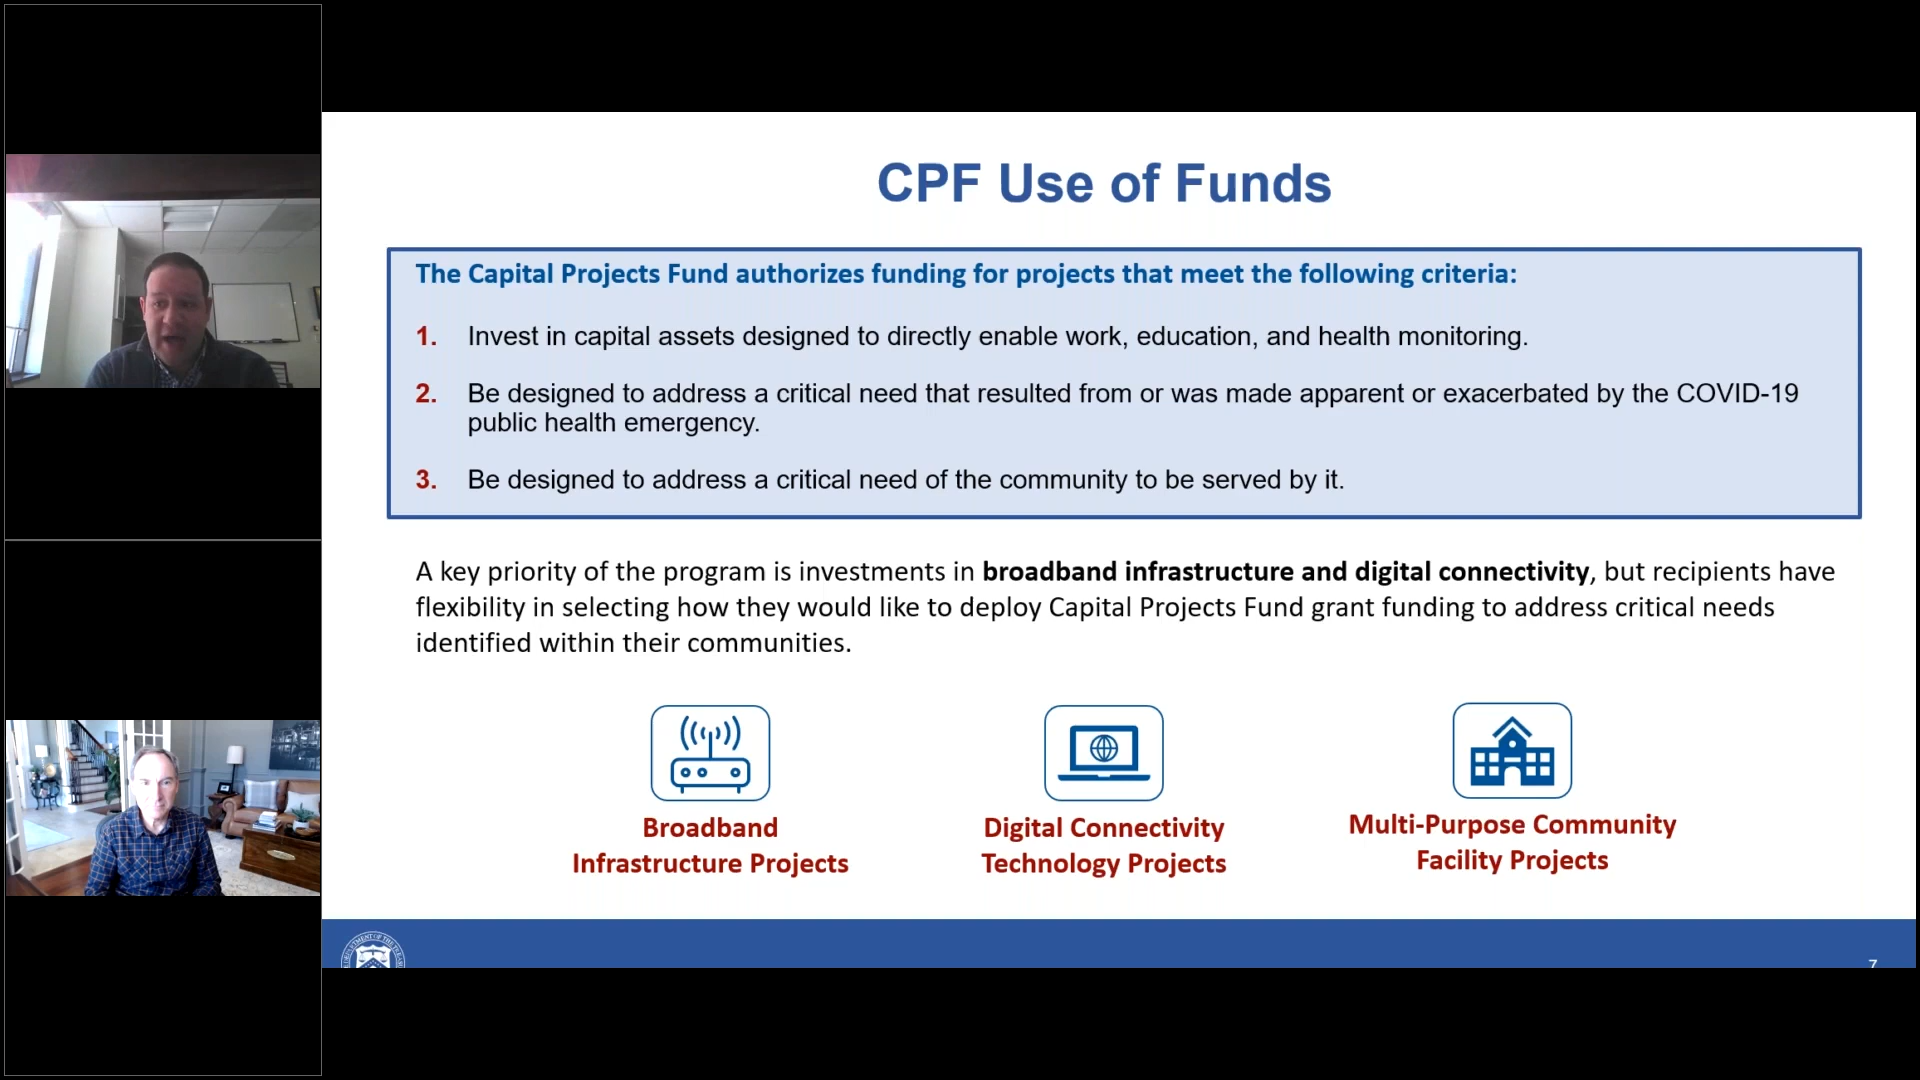 CPF Use of Funds
The Capital Projects Fund authorizes funding for projects that meet the following criteria:
1. Invest in capital assets designed to directly enable work, education, and health monitoring.
2. Be designed to address a critical need that resulted from or was made apparent or exacerbated by the COVID-19
public health emergency.
3. Be designed to address a critical need of the community to be served by it.
A key priority of the program is investments in broadband infrastructure and digital connectivity, but recipients have
flexibility in selecting how they would like to deploy Capital Projects Fund grant funding to address critical needs
identified within their communities.
Broadband
Infrastructure Projects
Digital Connectivity
Technology Projects
Multi-Purpose Community
Facility Projects
7